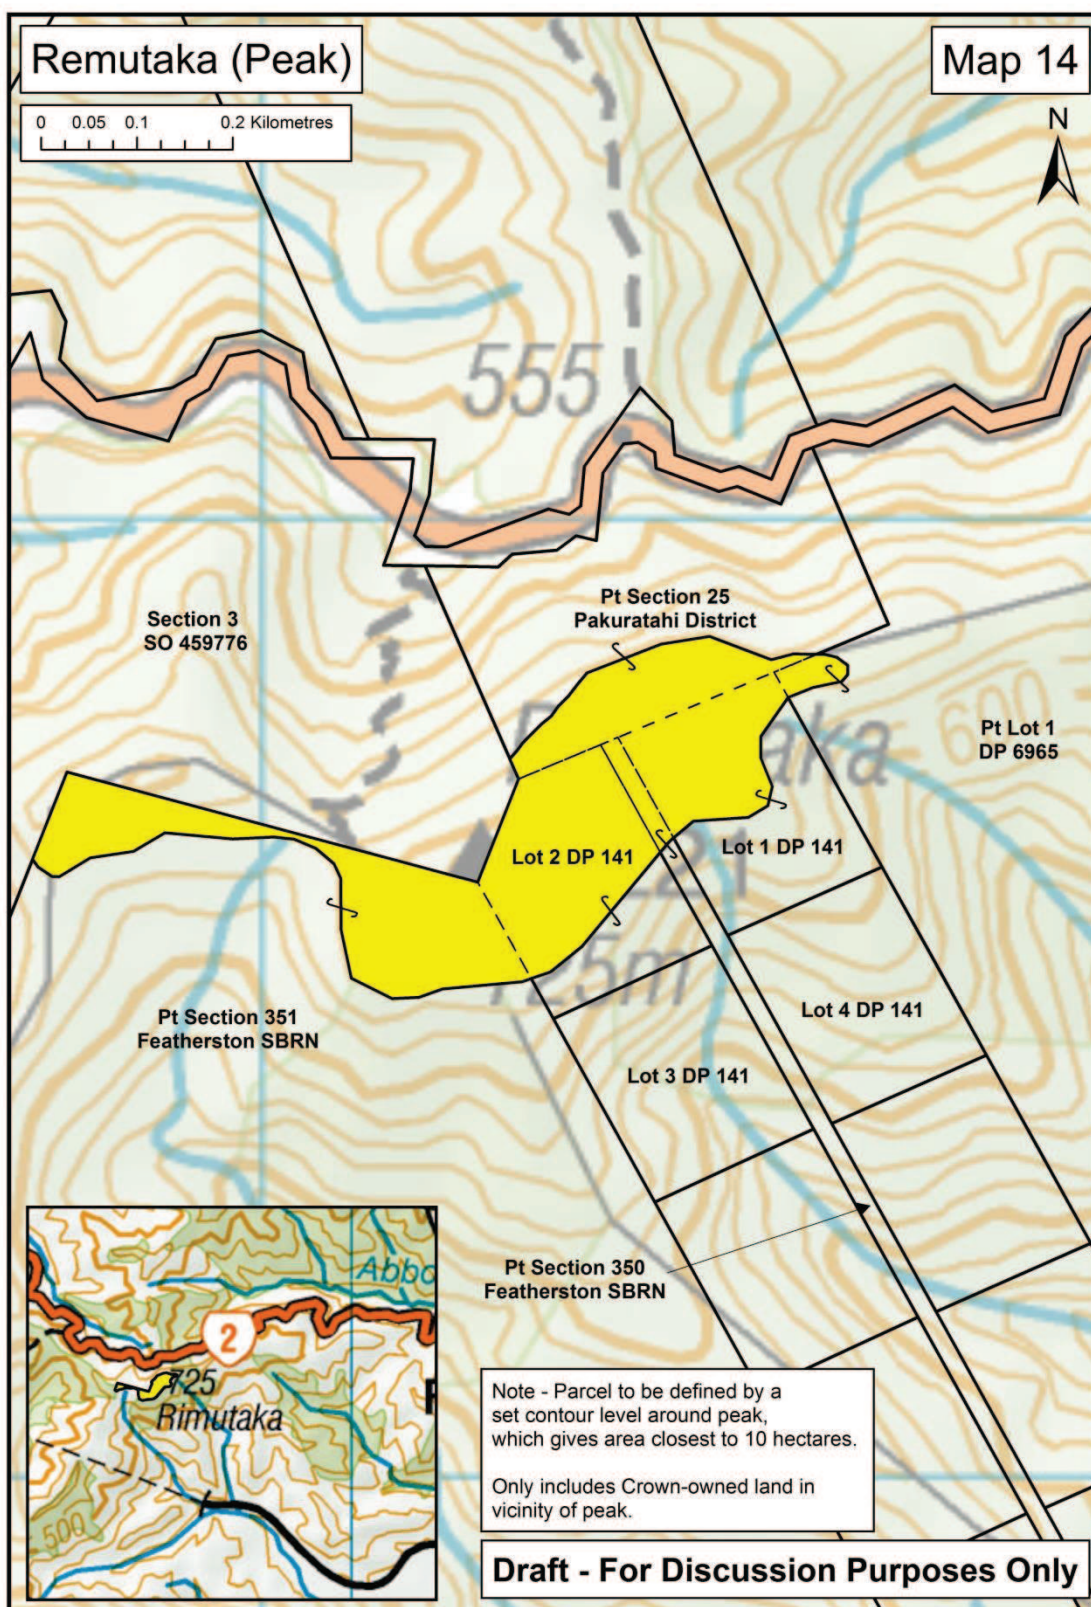 Remutaka (Peak)
Map 14
0 0.05 0.1 0.2 Kilometres
N
555
Pt Section 25
Pakuratahi District
Section 3
SO 459776
600
Pt Lot 1
DP 6965
Lot 2 DP 141
Lot 1 DP 141
725m
Pt Section 351
Featherston SBRN
Lot 4 DP 141
Lot 3 DP 141
Pt Section 350
Featherston SBRN
2
725
Rimutaka
500
Note - Parcel to be defined by a
set contour level around peak,
which gives area closest to 10 hectares.
Only includes Crown-owned land in
vicinity of peak.
Draft - For Discussion Purposes Only